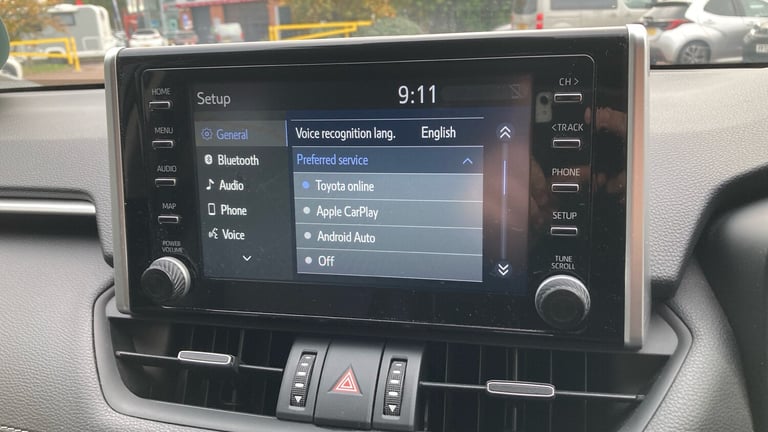 HOME
MENU
AUDIO
MAP
POWER
VOLUME
Setup
9:11
General
Bluetooth
Audio
Phone
Voice
Voice recognition lang. English
Preferred service
Toyota online
Apple CarPlay
Android Auto
Off
CH >
< TRACK
PHONE
SETUP
TUNE
SCROLL